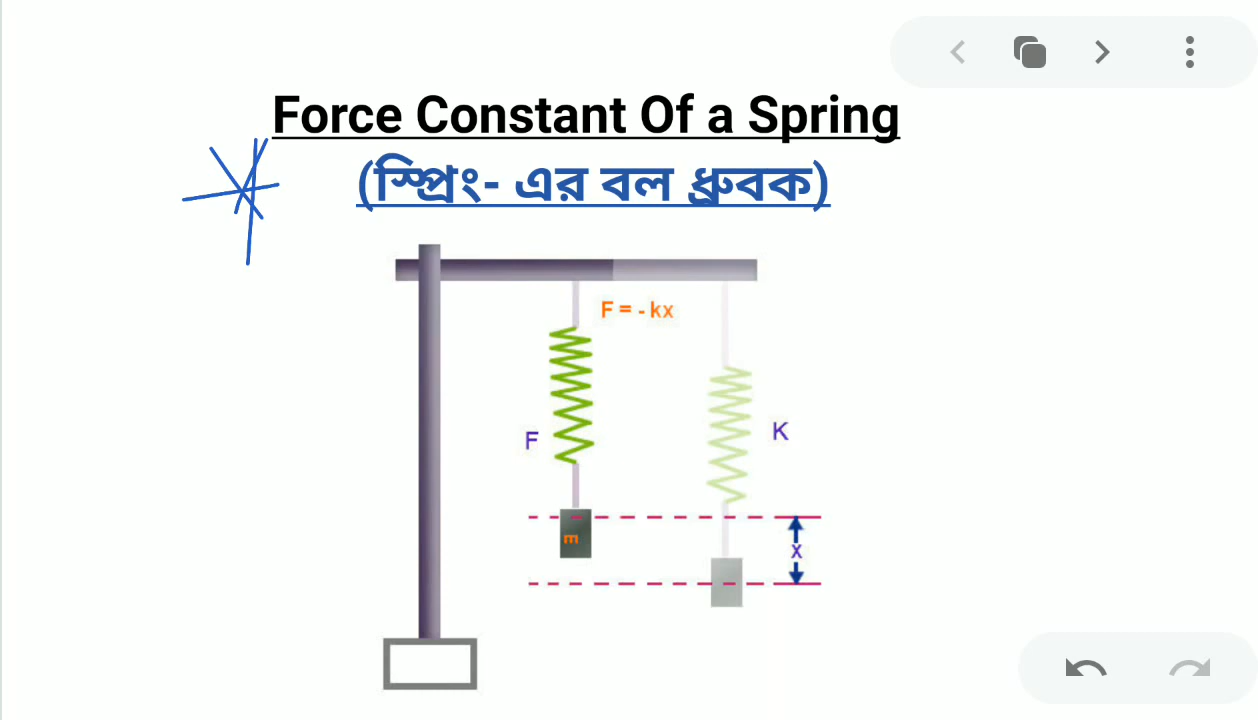 Force Constant Of a Spring
(স্প্রিং- এর বল ধ্রুবক)
F = - kx
F
K
m
x